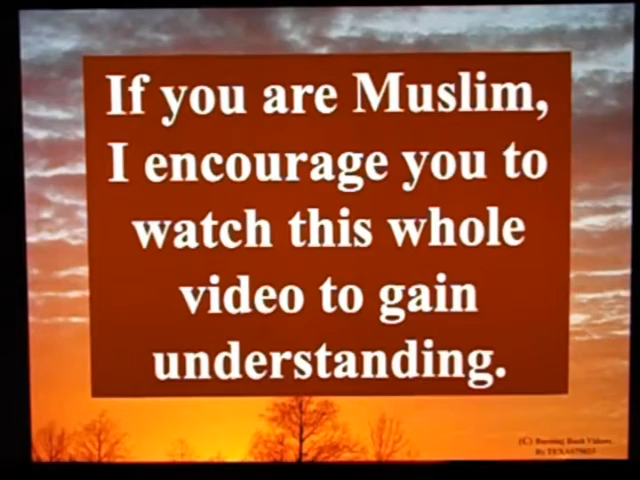 If you are Muslim,
I encourage you to
watch this whole
video to gain
understanding.
(C) Burning Bush Videos